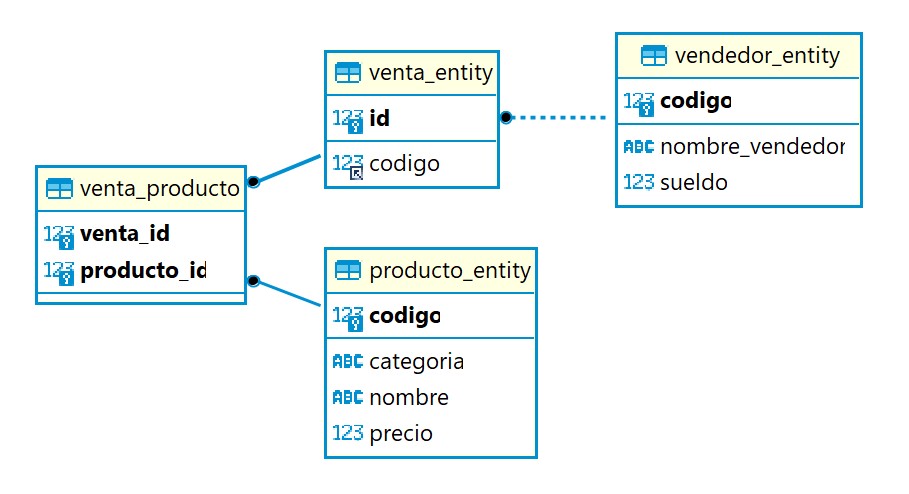 venta_entity
123 id
123 codigo
vendedor_entity
123 codigo
ABC nombre_vendedor
123 sueldo
venta_producto
123 venta_id
123 producto_id
producto_entity
123 codigo
ABC categoria
ABC nombre
123 precio